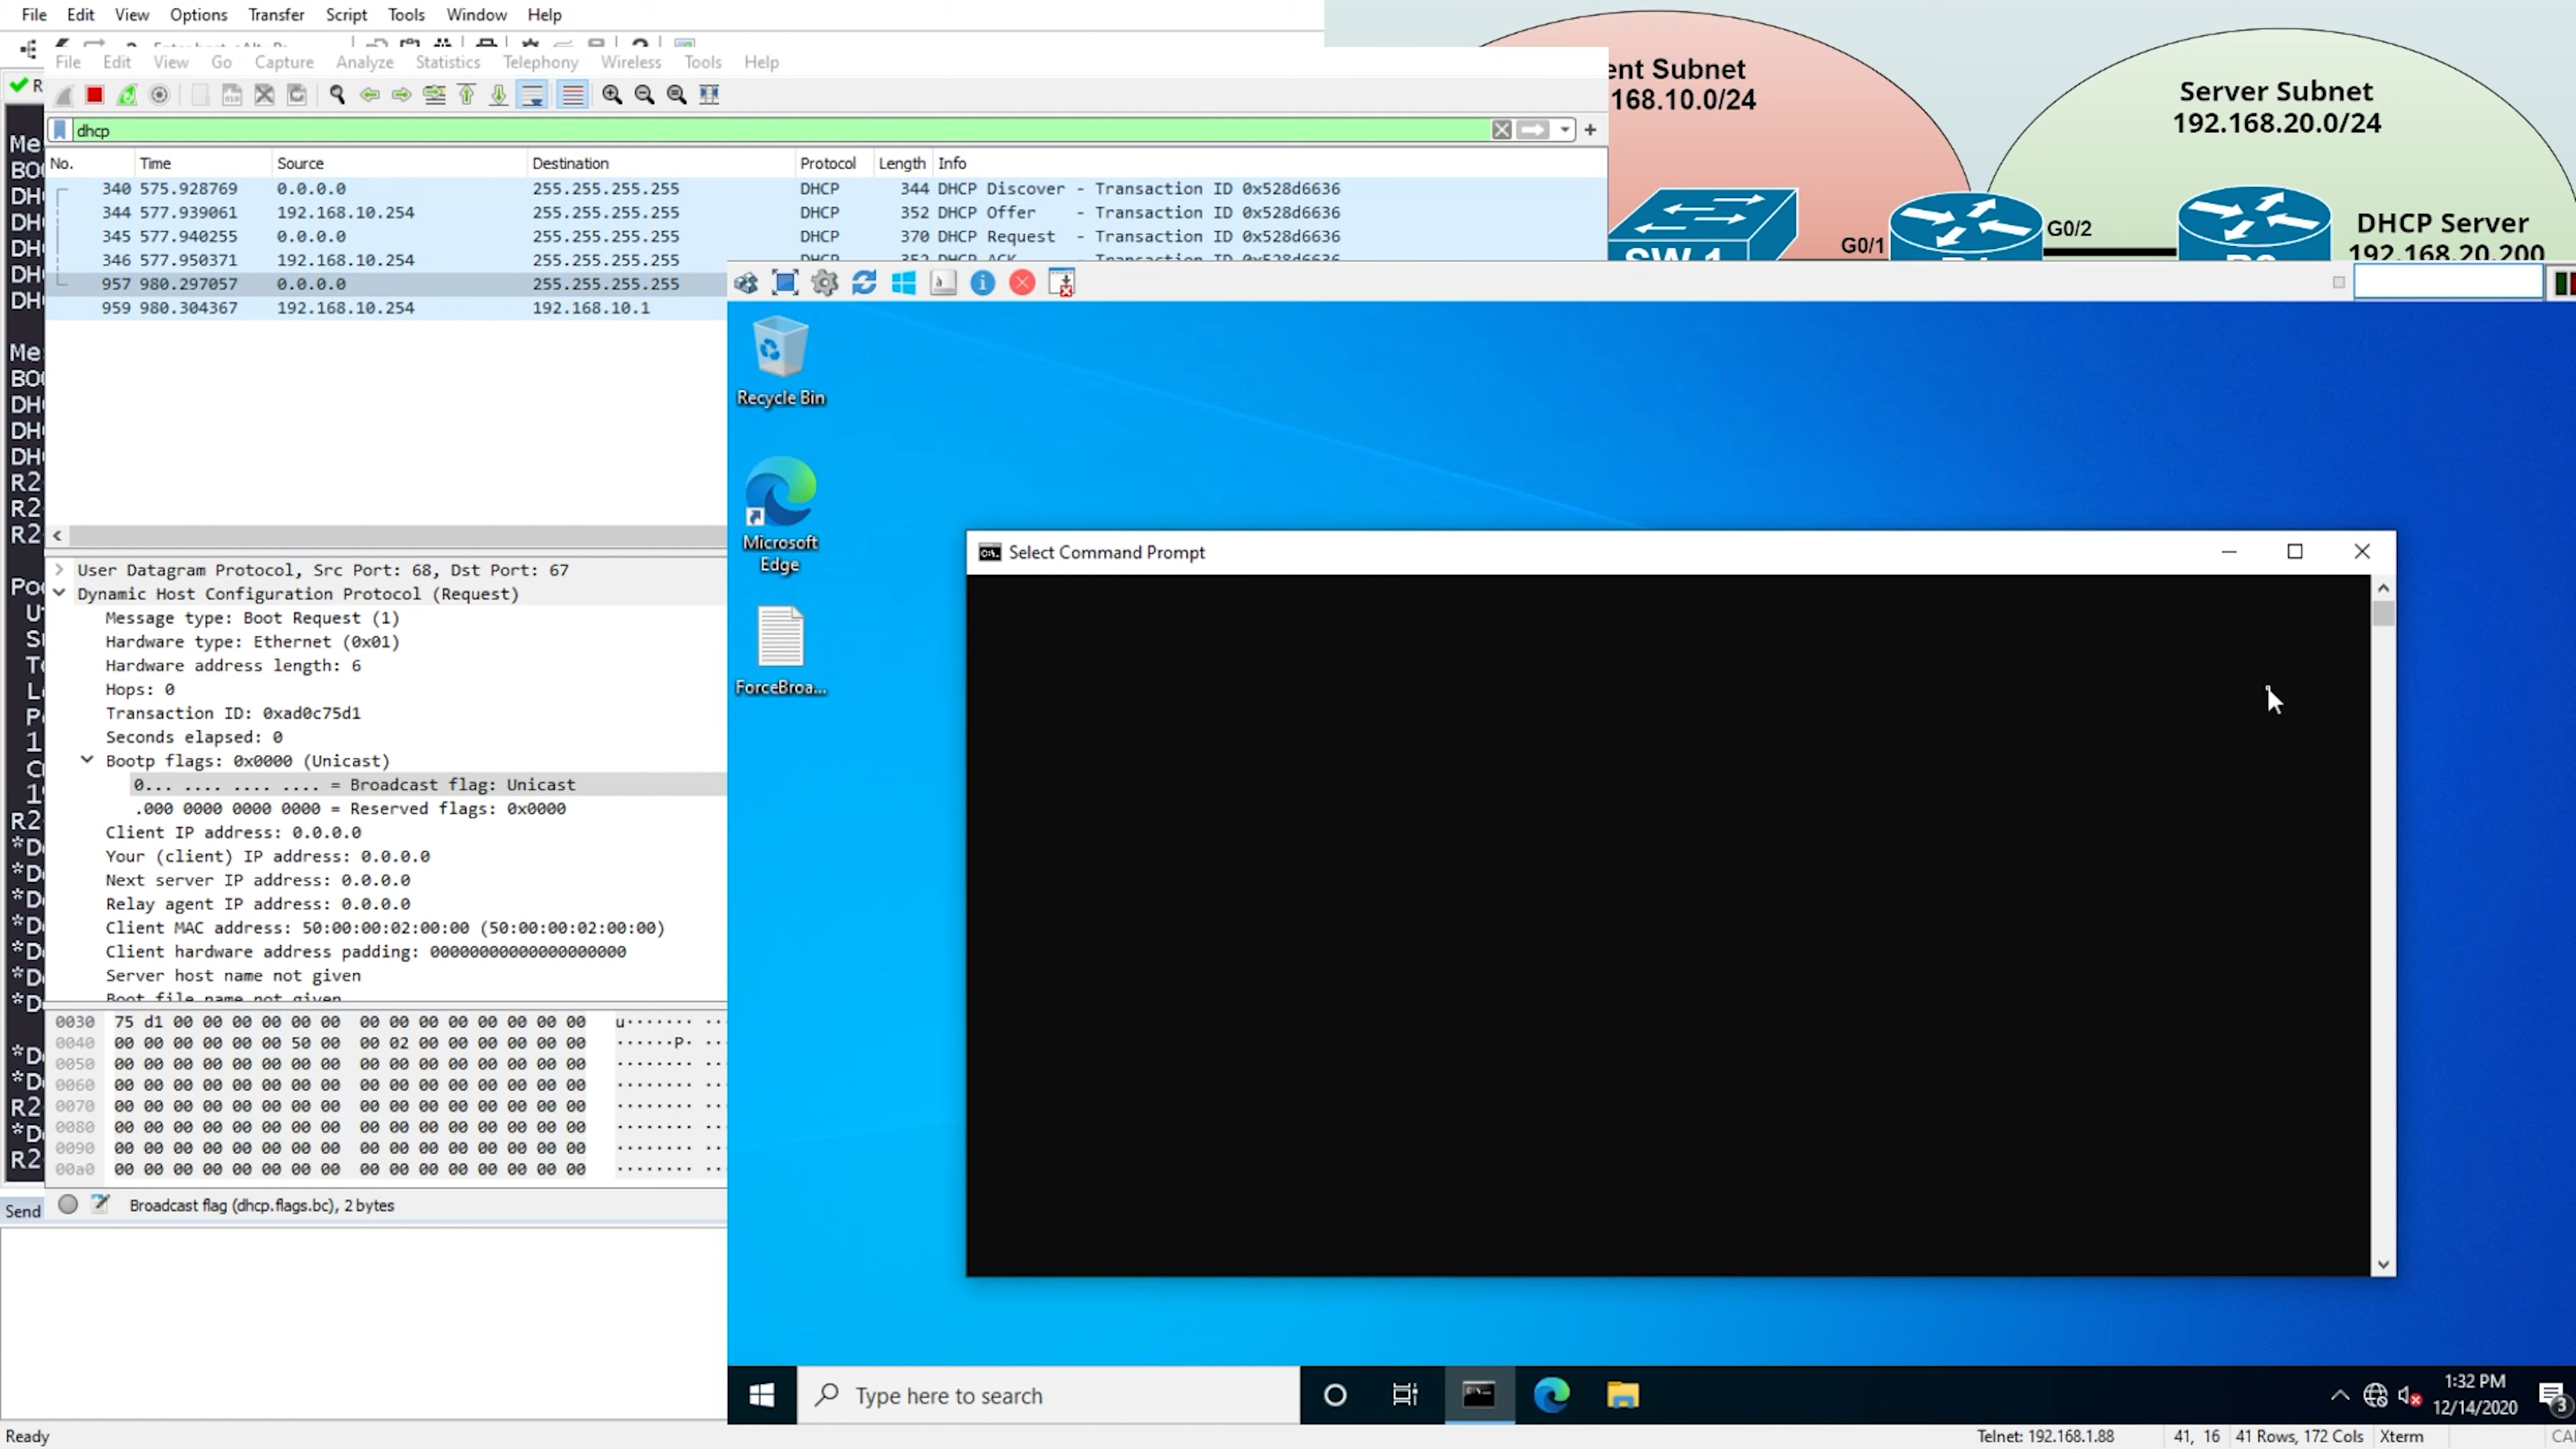 File Edit View Options Transfer Script Tools Window Help
File Edit View Go Capture Analyze Statistics Telephony Wireless Tools Help
dhcp
No. Time Source Destination Protocol Length Info
340 575.928769 0.0.0.0 255.255.255.255 DHCP 344 DHCP Discover - Transaction ID 0x528d6636
344 577.939061 192.168.10.254 255.255.255.255 DHCP 352 DHCP Offer - Transaction ID 0x528d6636
345 577.940255 0.0.0.0 255.255.255.255 DHCP 370 DHCP Request - Transaction ID 0x528d6636
346 577.950371 192.168.10.254 255.255.255.255 DHCP 352 DHCP ACK - Transaction ID 0x528d6636
957 980.297057 0.0.0.0 255.255.255.255
959 980.304367 192.168.10.254 192.168.10.1
ent Subnet
168.10.0/24
Server Subnet
192.168.20.0/24
SW-1
G0/1
G0/2
DHCP Server
192.168.20.200
User Datagram Protocol, Src Port: 68, Dst Port: 67
Dynamic Host Configuration Protocol (Request)
Message type: Boot Request (1)
Hardware type: Ethernet (0x01)
Hardware address length: 6
Hops: 0
Transaction ID: 0xad0c75d1
Seconds elapsed: 0
Bootp flags: 0x0000 (Unicast)
0... .... .... .... = Broadcast flag: Unicast
.000 0000 0000 0000 = Reserved flags: 0x0000
Client IP address: 0.0.0.0
Your (client) IP address: 0.0.0.0
Next server IP address: 0.0.0.0
Relay agent IP address: 0.0.0.0
Client MAC address: 50:00:00:02:00:00 (50:00:00:02:00:00)
Client hardware address padding: 00000000000000000000
Server host name not given
Boot file name not given
0030 75 d1 00 00 00 00 00 00 00 00 00 00 00 00 00 00 u·······
0040 00 00 00 00 00 00 50 00 00 02 00 00 00 00 00 00 ······P·
0050 00 00 00 00 00 00 00 00 00 00 00 00 00 00 00 00 ········
0060 00 00 00 00 00 00 00 00 00 00 00 00 00 00 00 00 ········
0070 00 00 00 00 00 00 00 00 00 00 00 00 00 00 00 00 ········
0080 00 00 00 00 00 00 00 00 00 00 00 00 00 00 00 00 ········
0090 00 00 00 00 00 00 00 00 00 00 00 00 00 00 00 00 ········
00a0 00 00 00 00 00 00 00 00 00 00 00 00 00 00 00 00 ········
Broadcast flag (dhcp.flags.bc), 2 bytes
Send
Recycle Bin
Microsoft
Edge
ForceBroa...
Select Command Prompt
Type here to search
1:32 PM
12/14/2020
3
Ready
Telnet: 192.168.1.88 41, 16 41 Rows, 172 Cols Xterm